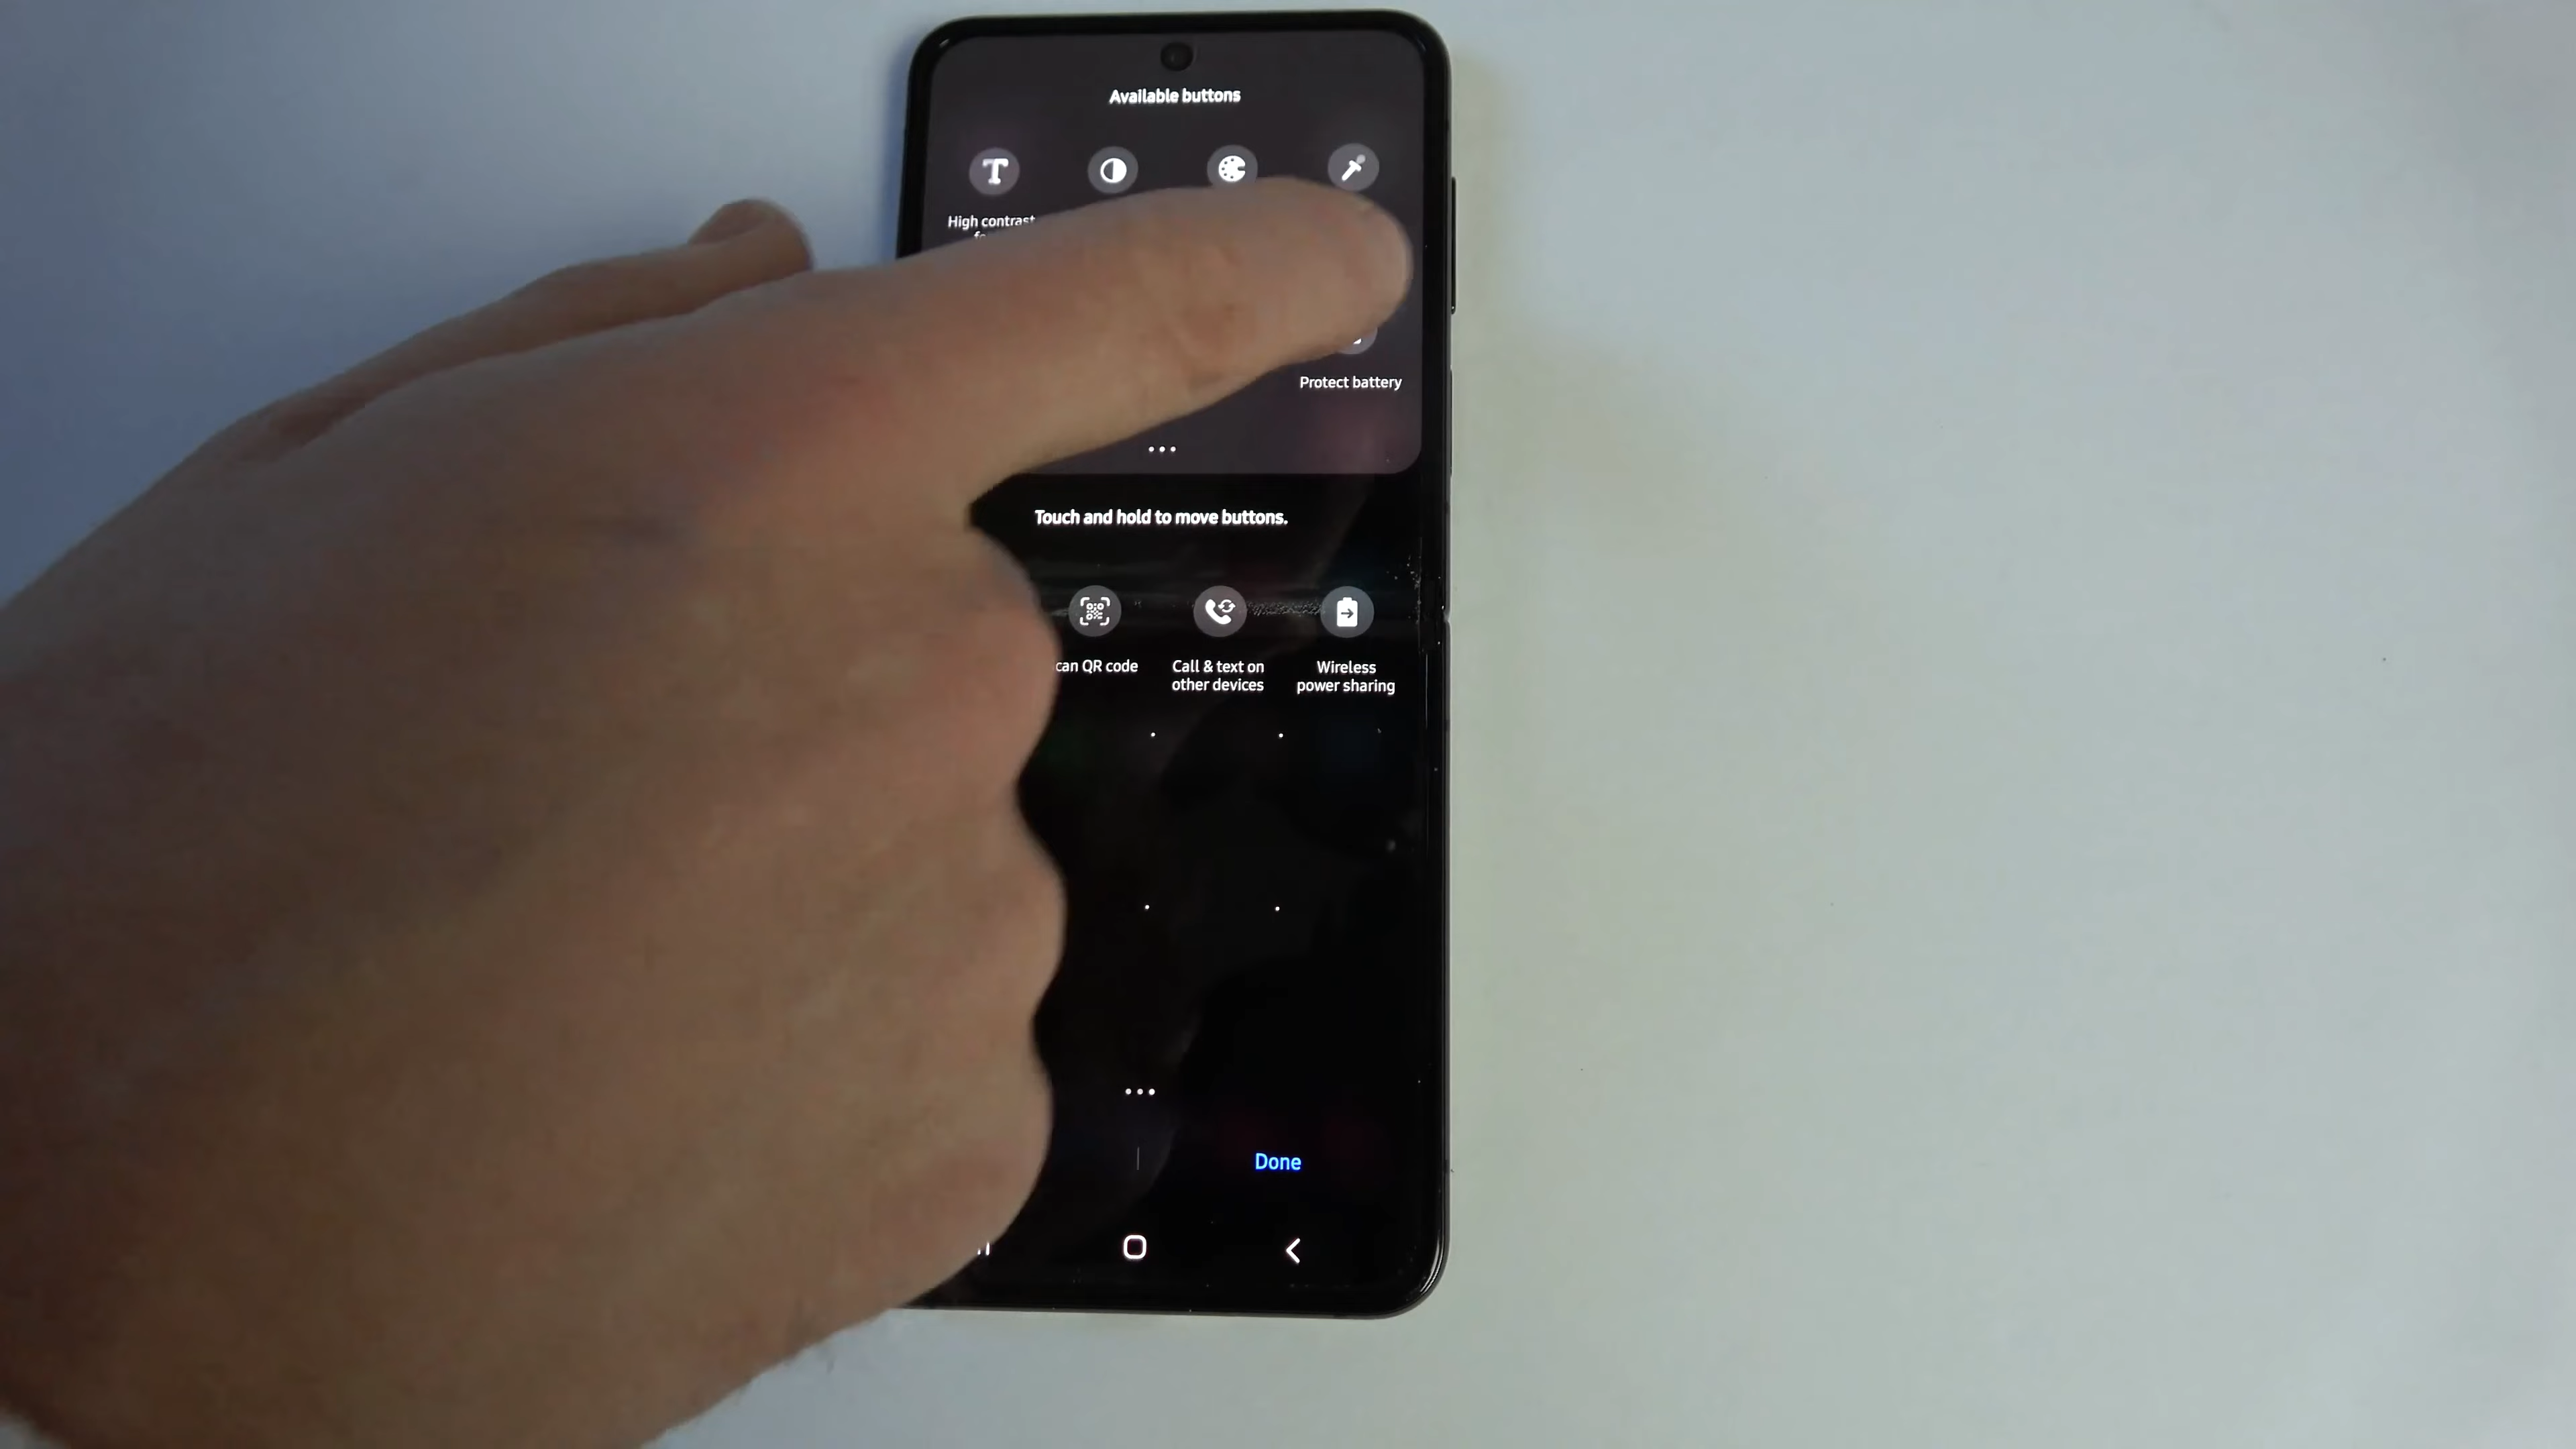 Available buttons
High contrast
Protect battery
Touch and hold to move buttons.
can QR code
Call & text on
other devices
Wireless
power sharing
Done